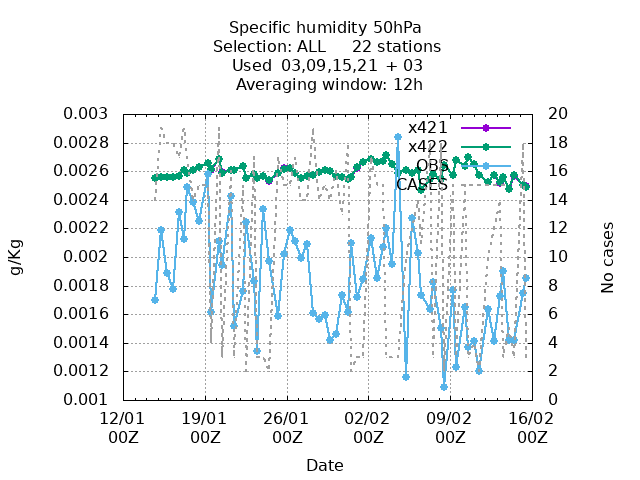 Specific humidity 50hPa
Selection: ALL 22 stations
Used 03,09,15,21 + 03
Averaging window: 12h
0.003
0.0028
0.0026
0.0024
0.0022
0.002
0.0018
0.0016
0.0014
0.0012
0.001
20
18
16
14
12
10
8
6
4
2
0
x421
x422
OBS
CASES
g/Kg
No cases
12/01 19/01 26/01 02/02 09/02 16/02
00Z 00Z 00Z 00Z 00Z 00Z
Date